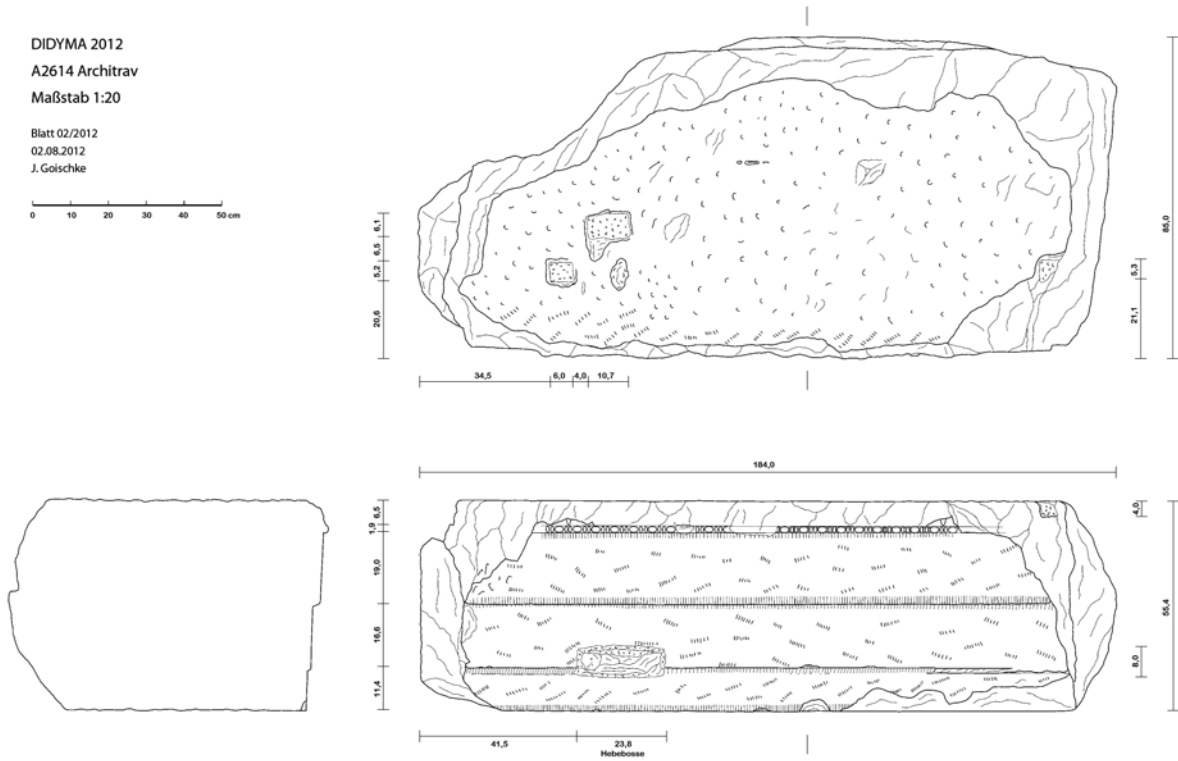 DIDYMA 2012
A2614 Architrav
Maßstab 1:20
Blatt 02/2012
02.08.2012
J. Goischke
0 10 20 30 40 50 cm
6,1
6,5
5,2
20,6
85,0
5,3
21,1
34,5 6,0 4,0 10,7
184,0
6,5
1,9
19,0
16,6
11,4
4,0
55,4
8,0
41,5 23,8
Hebebosse